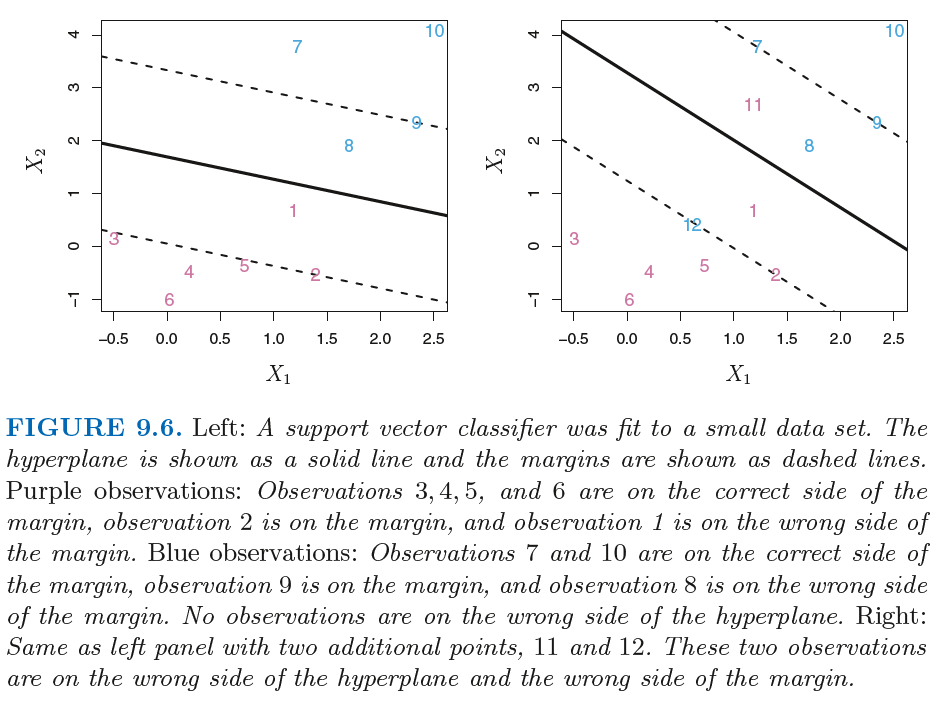 4
3
2
1
0
−1
X2
7
10
9
8
1
3
4
5
2
6
−0.5 0.0 0.5 1.0 1.5 2.0 2.5
X1
4
3
2
1
0
−1
X2
7
10
11
9
8
12
1
3
4
5
2
6
−0.5 0.0 0.5 1.0 1.5 2.0 2.5
X1
FIGURE 9.6. Left: A support vector classifier was fit to a small data set. The
hyperplane is shown as a solid line and the margins are shown as dashed lines.
Purple observations: Observations 3, 4, 5, and 6 are on the correct side of the
margin, observation 2 is on the margin, and observation 1 is on the wrong side of
the margin. Blue observations: Observations 7 and 10 are on the correct side of
the margin, observation 9 is on the margin, and observation 8 is on the wrong side
of the margin. No observations are on the wrong side of the hyperplane. Right:
Same as left panel with two additional points, 11 and 12. These two observations
are on the wrong side of the hyperplane and the wrong side of the margin.